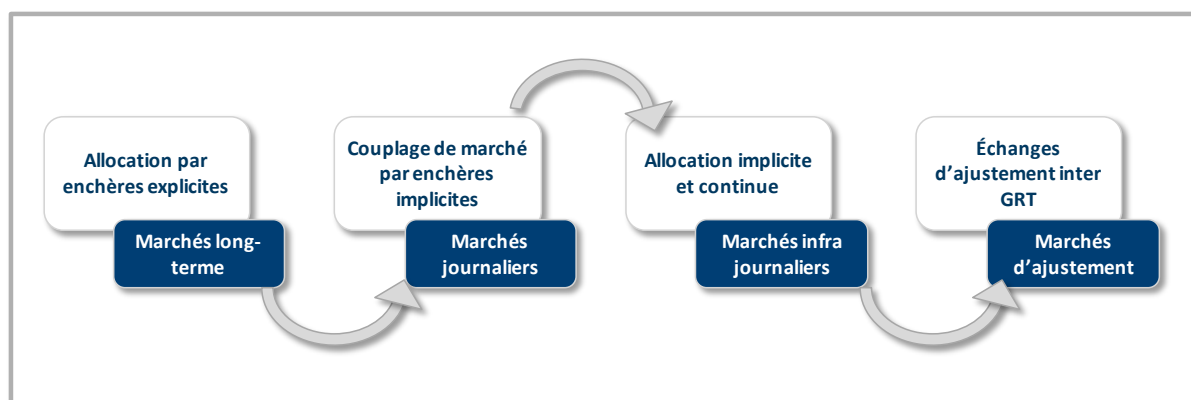 Allocation par
enchères explicites
Marchés long-
terme
Couplage de marché
par enchères
implicites
Marchés
journaliers
Allocation implicite
et continue
Marchés infra
journaliers
Échanges
d’ajustement inter
GRT
Marchés
d’ajustement